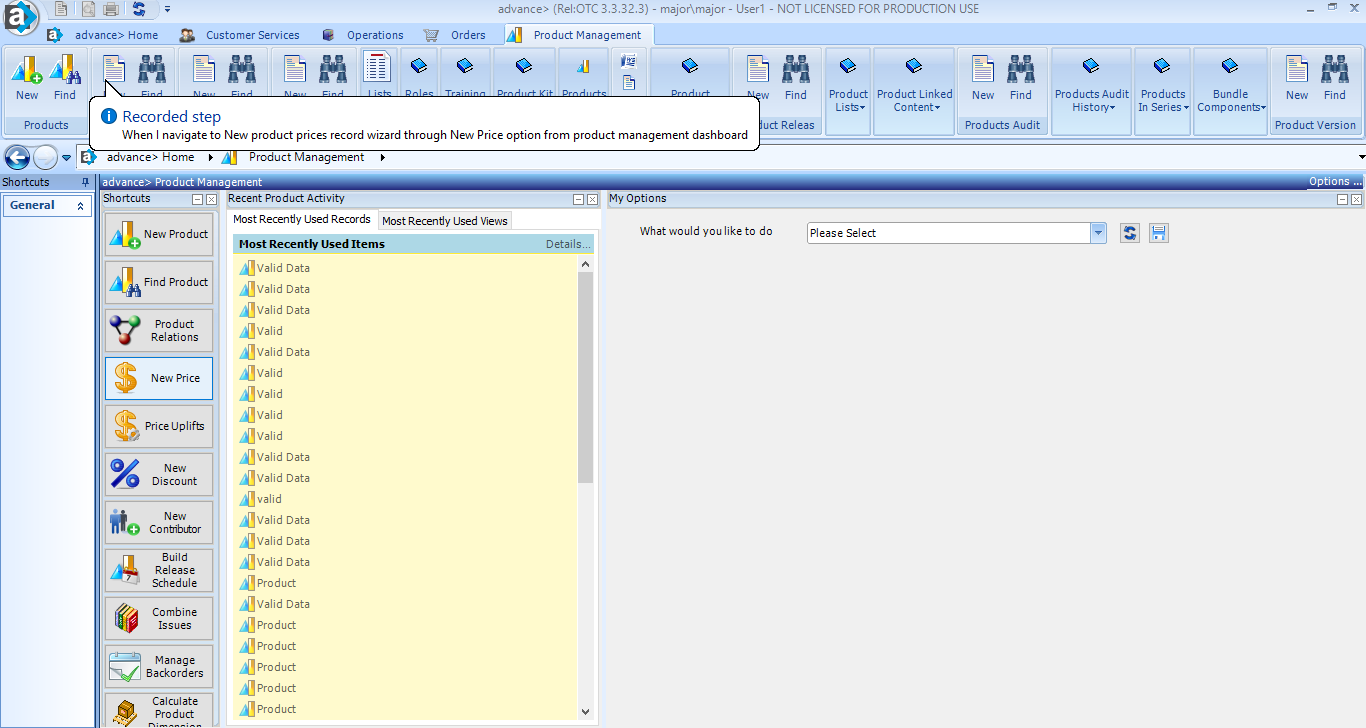 advance> (Rel:OTC 3.3.32.3) - major\major - User1 - NOT LICENSED FOR PRODUCTION USE
advance> Home
Customer Services
Operations
Orders
Product Management
New
Find
New
Find
New
Find
New
Find
Lists
Roles
Training
Product Kit
Products
Product
New
Find
Product Lists
Product Linked Content
New
Find
Products Audit History
Products In Series
Bundle Components
New
Find
Products
Products Audit
Product Version
Recorded step
When I navigate to New product prices record wizard through New Price option from product management dashboard
advance> Home
Product Management
Shortcuts
advance> Product Management
Options ...
General
Shortcuts
New Product
Find Product
Product
Relations
New Price
Price Uplifts
New
Discount
New
Contributor
Build
Release
Schedule
Combine
Issues
Manage
Backorders
Calculate
Product
Dimension
Recent Product Activity
Most Recently Used Records
Most Recently Used Views
Most Recently Used Items
Details...
Valid Data
Valid Data
Valid Data
Valid
Valid Data
Valid
Valid
Valid
Valid
Valid Data
Valid Data
valid
Valid Data
Valid Data
Valid Data
Product
Valid Data
Product
Product
Product
Product
Product
My Options
What would you like to do
Please Select